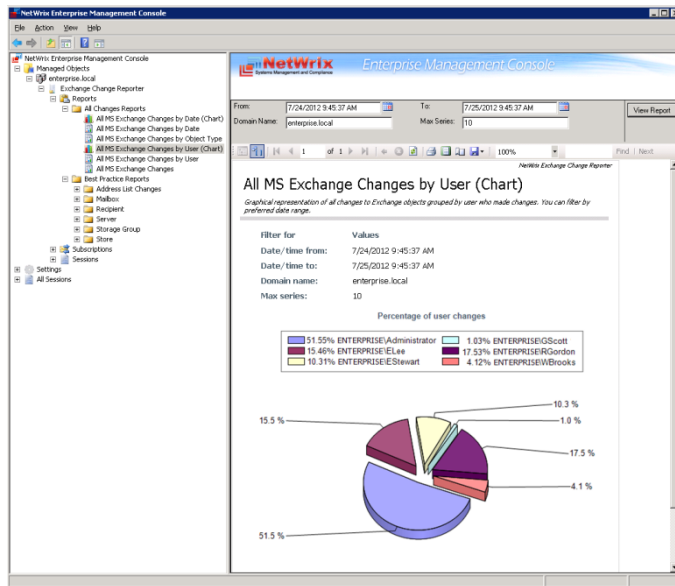 NetWrix Enterprise Management Console
File Action View Help
NetWrix Enterprise Management Console
Managed Objects
enterprise.local
Exchange Change Reporter
Reports
All Changes Reports
All MS Exchange Changes by Date (Chart)
All MS Exchange Changes by Date
All MS Exchange Changes by Object Type
All MS Exchange Changes by User (Chart)
All MS Exchange Changes by User
All MS Exchange Changes
Best Practice Reports
Address List Changes
Mailbox
Recipient
Server
Storage Group
Store
Subscriptions
Sessions
Settings
All Sessions
NetWrix Enterprise Management Console
Systems Management and Compliance
From: 7/24/2012 9:45:37 AM To: 7/25/2012 9:45:37 AM View Report
Domain Name: enterprise.local Max Series: 10
1 of 1 100% Find | Next
NetWrix Exchange Change Reporter
All MS Exchange Changes by User (Chart)
Graphical representation of all changes to Exchange objects grouped by user who made changes. You can filter by
preferred date range.
Filter for Values
Date/time from: 7/24/2012 9:45:37 AM
Date/time to: 7/25/2012 9:45:37 AM
Domain name: enterprise.local
Max series: 10
Percentage of user changes
51.55% ENTERPRISE\Administrator 1.03% ENTERPRISE\GScott
15.46% ENTERPRISE\ELee 17.53% ENTERPRISE\RGordon
10.31% ENTERPRISE\EStewart 4.12% ENTERPRISE\WBrooks
10.3 %
15.5 %
1.0 %
17.5 %
4.1 %
51.5 %